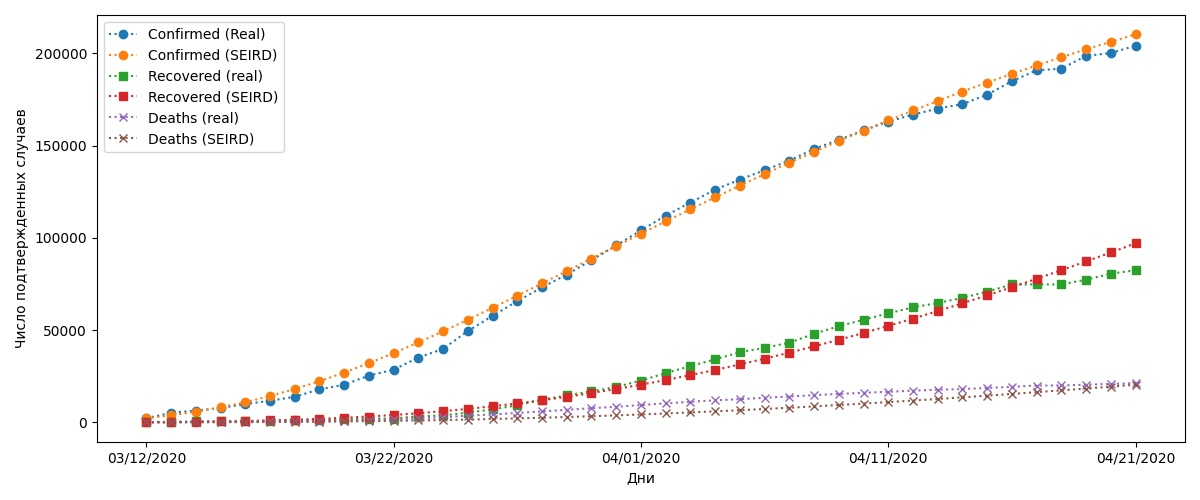 Confirmed (Real)
Confirmed (SEIRD)
Recovered (real)
Recovered (SEIRD)
Deaths (real)
Deaths (SEIRD)
Число подтвержденных случаев
200000
150000
100000
50000
0
03/12/2020
03/22/2020
04/01/2020
04/11/2020
04/21/2020
Дни